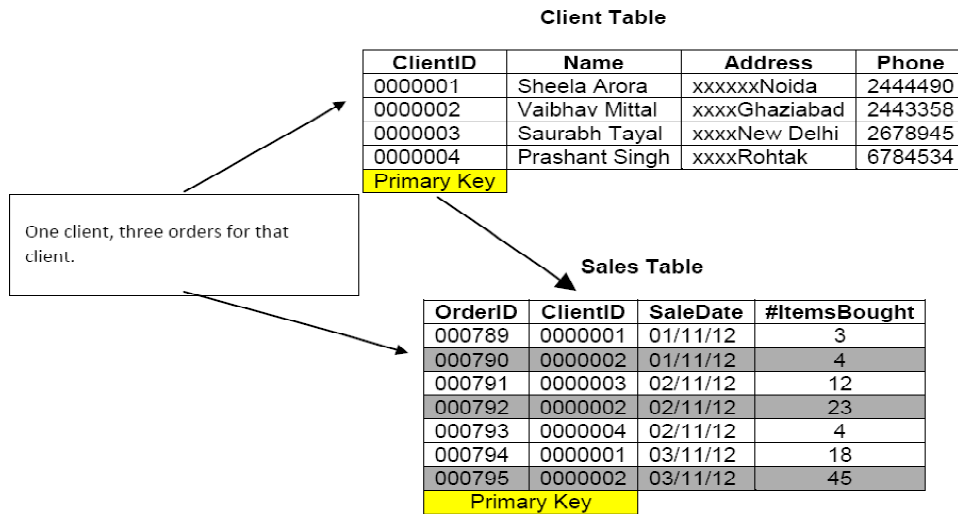 Client Table
ClientID Name Address Phone
0000001 Sheela Arora xxxxxxNoida 2444490
0000002 Vaibhav Mittal xxxxGhaziabad 2443358
0000003 Saurabh Tayal xxxxNew Delhi 2678945
0000004 Prashant Singh xxxxRohtak 6784534
Primary Key
One client, three orders for that
client.
Sales Table
OrderID ClientID SaleDate #ItemsBought
000789 0000001 01/11/12 3
000790 0000002 01/11/12 4
000791 0000003 02/11/12 12
000792 0000002 02/11/12 23
000793 0000004 02/11/12 4
000794 0000001 03/11/12 18
000795 0000002 03/11/12 45
Primary Key